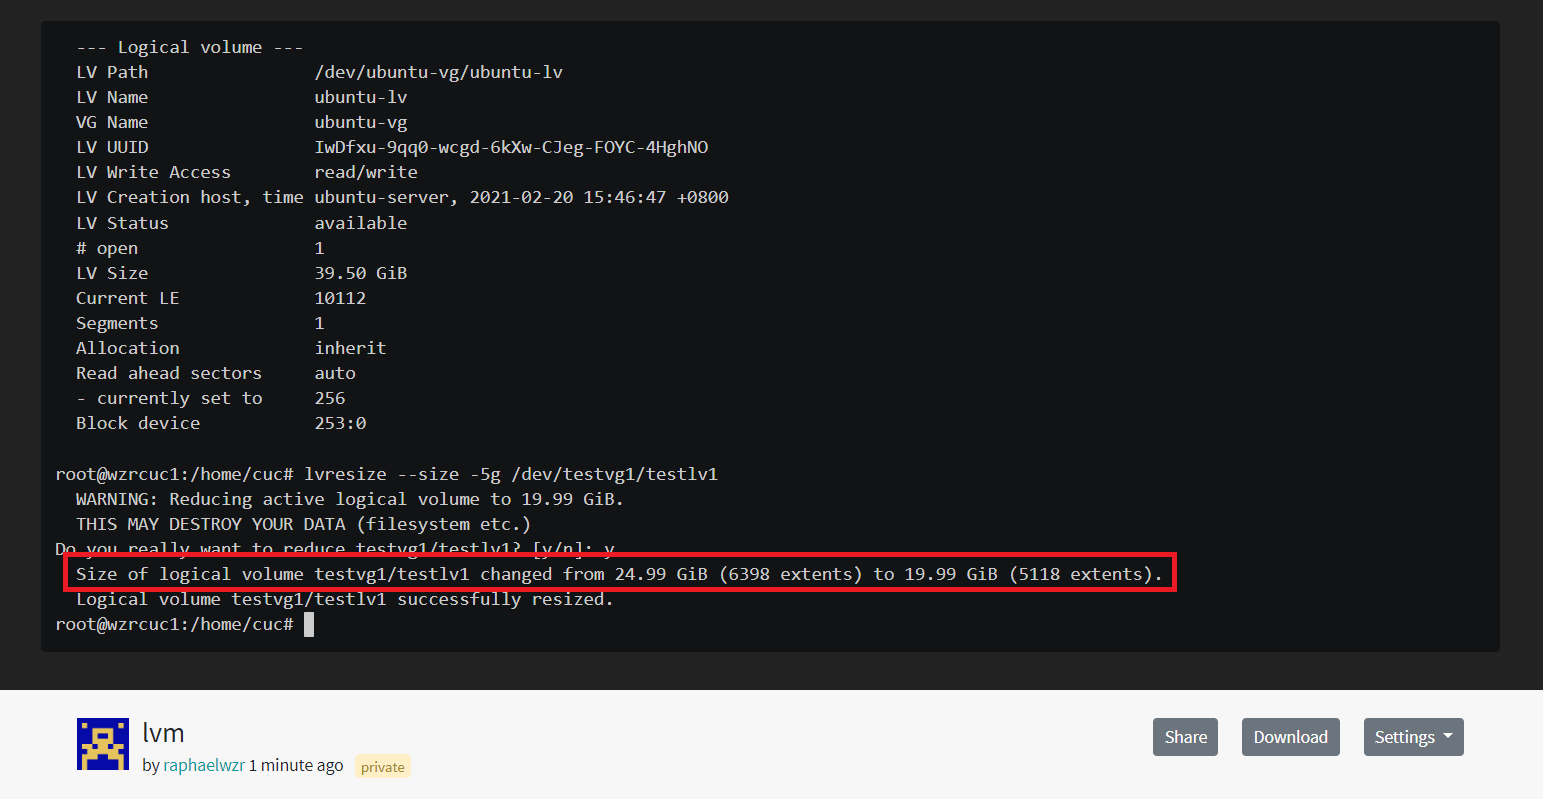 --- Logical volume ---
LV Path /dev/ubuntu-vg/ubuntu-lv
LV Name ubuntu-lv
VG Name ubuntu-vg
LV UUID IwDfxu-9qq0-wcgd-6kXw-CJeg-FOYC-4HghNO
LV Write Access read/write
LV Creation host, time ubuntu-server, 2021-02-20 15:46:47 +0800
LV Status available
# open 1
LV Size 39.50 GiB
Current LE 10112
Segments 1
Allocation inherit
Read ahead sectors auto
- currently set to 256
Block device 253:0
root@wzrcuc1:/home/cuc# lvresize --size -5g /dev/testvg1/testlv1
WARNING: Reducing active logical volume to 19.99 GiB.
THIS MAY DESTROY YOUR DATA (filesystem etc.)
Do you really want to reduce testvg1/testlv1? [y/n]: y
Size of logical volume testvg1/testlv1 changed from 24.99 GiB (6398 extents) to 19.99 GiB (5118 extents).
Logical volume testvg1/testlv1 successfully resized.
root@wzrcuc1:/home/cuc#
lvm
by raphaelwzr 1 minute ago private
Share Download Settings